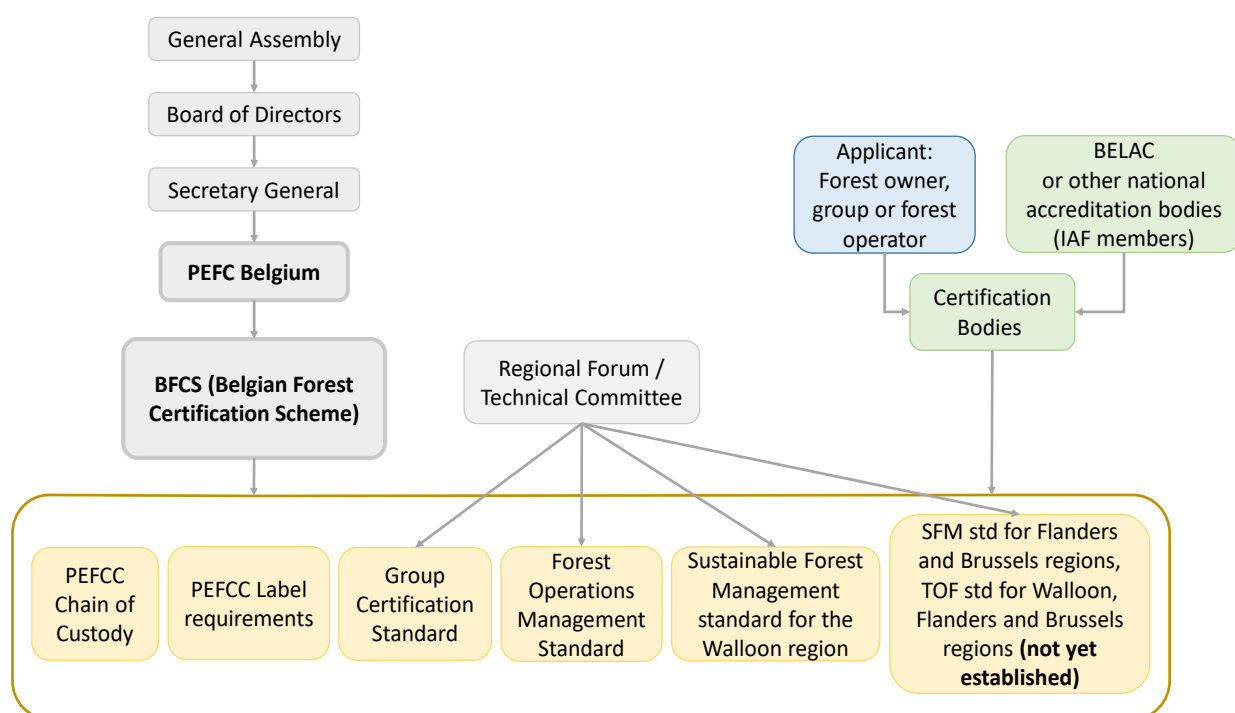 General Assembly
Board of Directors
Secretary General
PEFC Belgium
BFCS (Belgian Forest
Certification Scheme)
Regional Forum /
Technical Committee
Applicant:
Forest owner,
group or forest
operator
BELAC
or other national
accreditation bodies
(IAF members)
Certification
Bodies
PEFCC
Chain of
Custody
PEFCC Label
requirements
Group
Certification
Standard
Forest
Operations
Management
Standard
Sustainable Forest
Management
standard for the
Walloon region
SFM std for Flanders
and Brussels regions,
TOF std for Walloon,
Flanders and Brussels
regions (not yet
established)